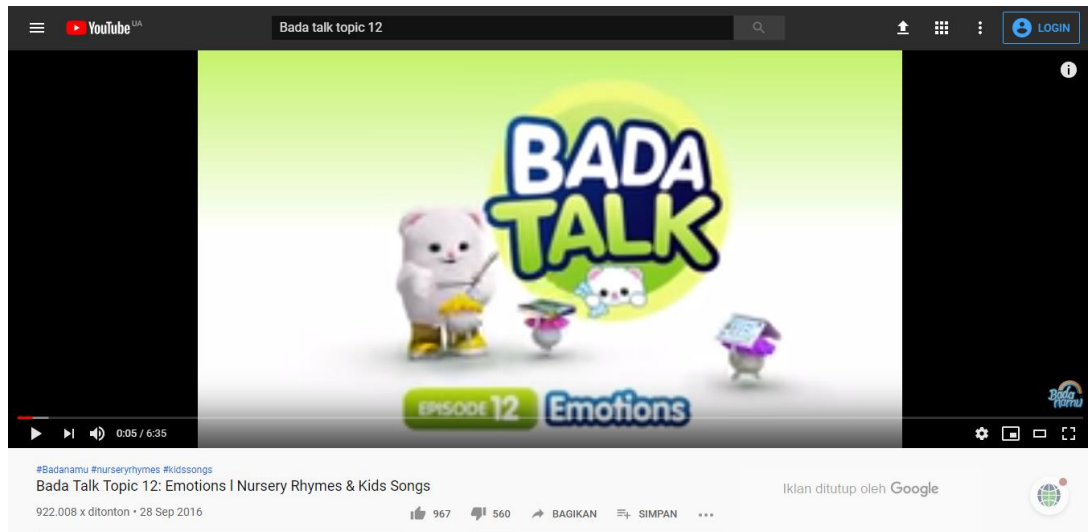 YouTube UA
Bada talk topic 12
LOGIN
BADA
TALK
EPISODE 12 Emotions
Bada
namu
0:05 / 6:35
#Badanamu #nurseryrhymes #kidssongs
Bada Talk Topic 12: Emotions l Nursery Rhymes & Kids Songs
Iklan ditutup oleh Google
922.008 x ditonton • 28 Sep 2016
967
560
BAGIKAN
SIMPAN